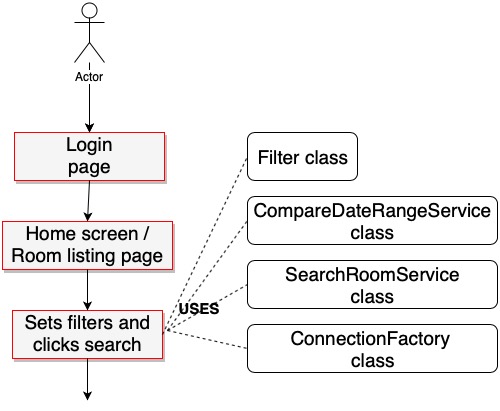 Actor
Login
page
Filter class
CompareDateRangeService
class
Home screen /
Room listing page
SearchRoomService
class
USES
Sets filters and
clicks search
ConnectionFactory
class